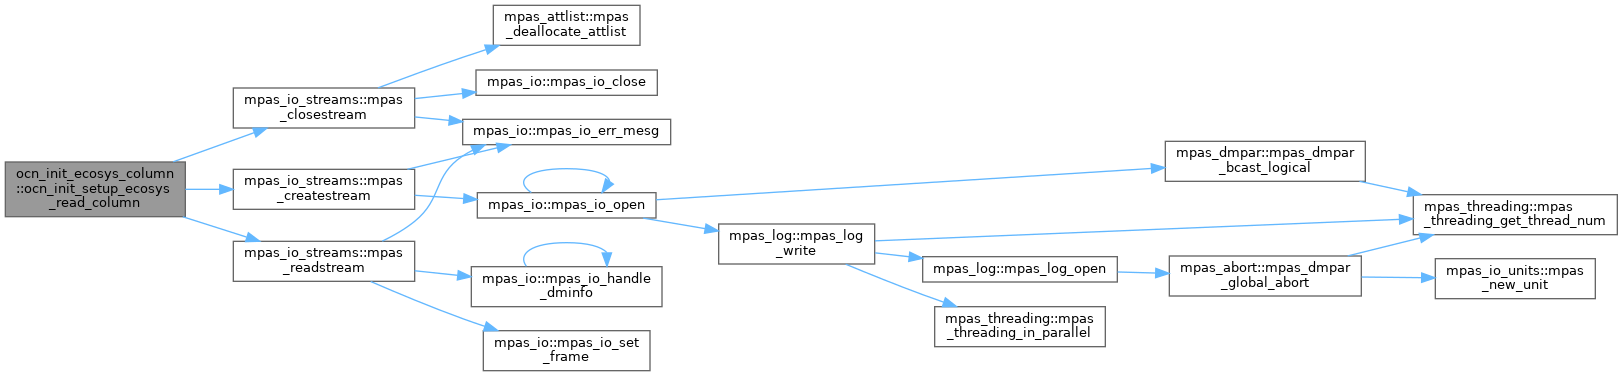 ocn_init_ecosys_column
::ocn_init_setup_ecosys
_read_column
mpas_io_streams::mpas
_closestream
mpas_io_streams::mpas
_createstream
mpas_io_streams::mpas
_readstream
mpas_attlist::mpas
_deallocate_attlist
mpas_io::mpas_io_close
mpas_io::mpas_io_err_mesg
mpas_io::mpas_io_open
mpas_io::mpas_io_handle
_dminfo
mpas_io::mpas_io_set
_frame
mpas_log::mpas_log
_write
mpas_log::mpas_log_open
mpas_threading::mpas
_threading_in_parallel
mpas_dmpar::mpas_dmpar
_bcast_logical
mpas_abort::mpas_dmpar
_global_abort
mpas_threading::mpas
_threading_get_thread_num
mpas_io_units::mpas
_new_unit